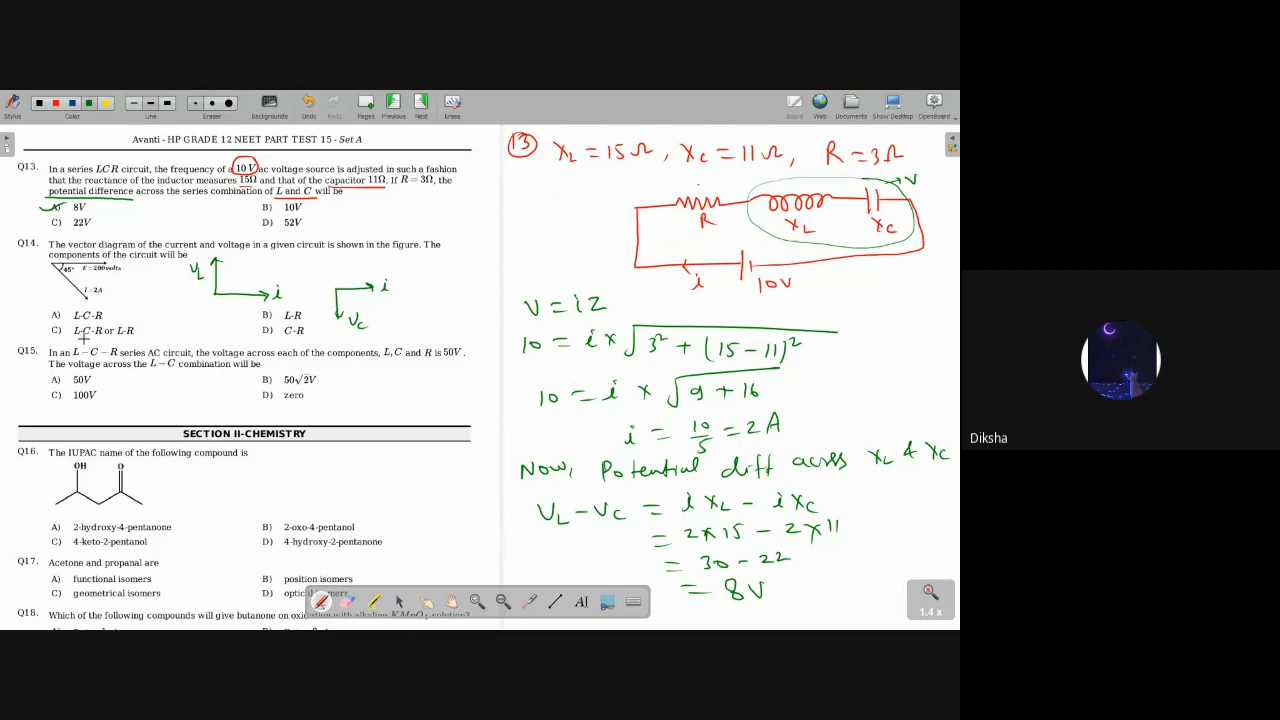 Stylus
Color
Line
Eraser
Backgrounds
Undo
Redo
Pages
Previous
Next
Erase
Board
Web
Documents
Show Desktop
OpenBoard
Avanti - HP GRADE 12 NEET PART TEST 15 - Set A
Q13. In a series LCR circuit, the frequency of a 10 V ac voltage source is adjusted in such a fashion
that the reactance of the inductor measures 15Ω and that of the capacitor 11Ω. If R = 3Ω, the
potential difference across the series combination of L and C will be
A) 8V B) 10V
C) 22V D) 52V
Q14. The vector diagram of the current and voltage in a given circuit is shown in the figure. The
components of the circuit will be
45° E=200volts
I=2A
VL
i
i
VC
A) L-C-R B) L-R
C) L-C-R or L-R D) C-R
Q15. In an L − C − R series AC circuit, the voltage across each of the components, L, C and R is 50V.
The voltage across the L − C combination will be
A) 50V B) 50√2V
C) 100V D) zero
SECTION II-CHEMISTRY
Q16. The IUPAC name of the following compound is
OH O
A) 2-hydroxy-4-pentanone B) 2-oxo-4-pentanol
C) 4-keto-2-pentanol D) 4-hydroxy-2-pentanone
Q17. Acetone and propanal are
A) functional isomers B) position isomers
C) geometrical isomers D)
Q18. Which of the following compounds will give butanone on oxidation with alkaline KMnO4 solution?
(13) XL = 15Ω, XC = 11Ω, R = 3Ω
V
R XL XC
i 10V
V = iZ
10 = i × √3² + (15 − 11)²
10 = i × √9 + 16
i = 10/5 = 2A
Now, Potential diff across XL & XC
VL − VC = i XL − i XC
= 2×15 − 2×11
= 30 − 22
= 8V
1.4 x
Diksha